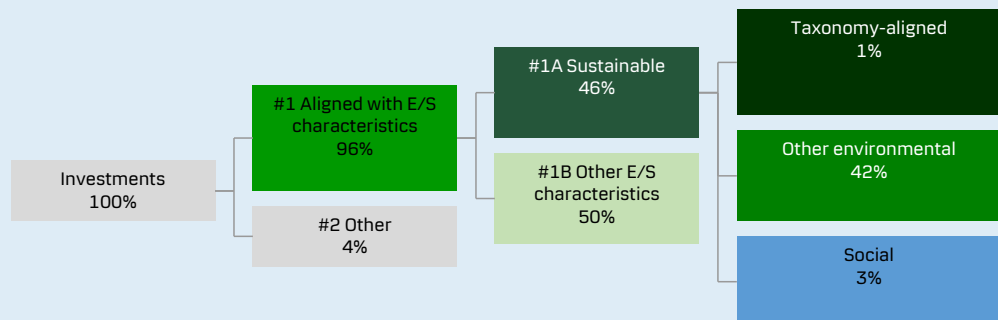 Investments
100%
#1 Aligned with E/S
characteristics
96%
#2 Other
4%
#1A Sustainable
46%
#1B Other E/S
characteristics
50%
Taxonomy-aligned
1%
Other environmental
42%
Social
3%